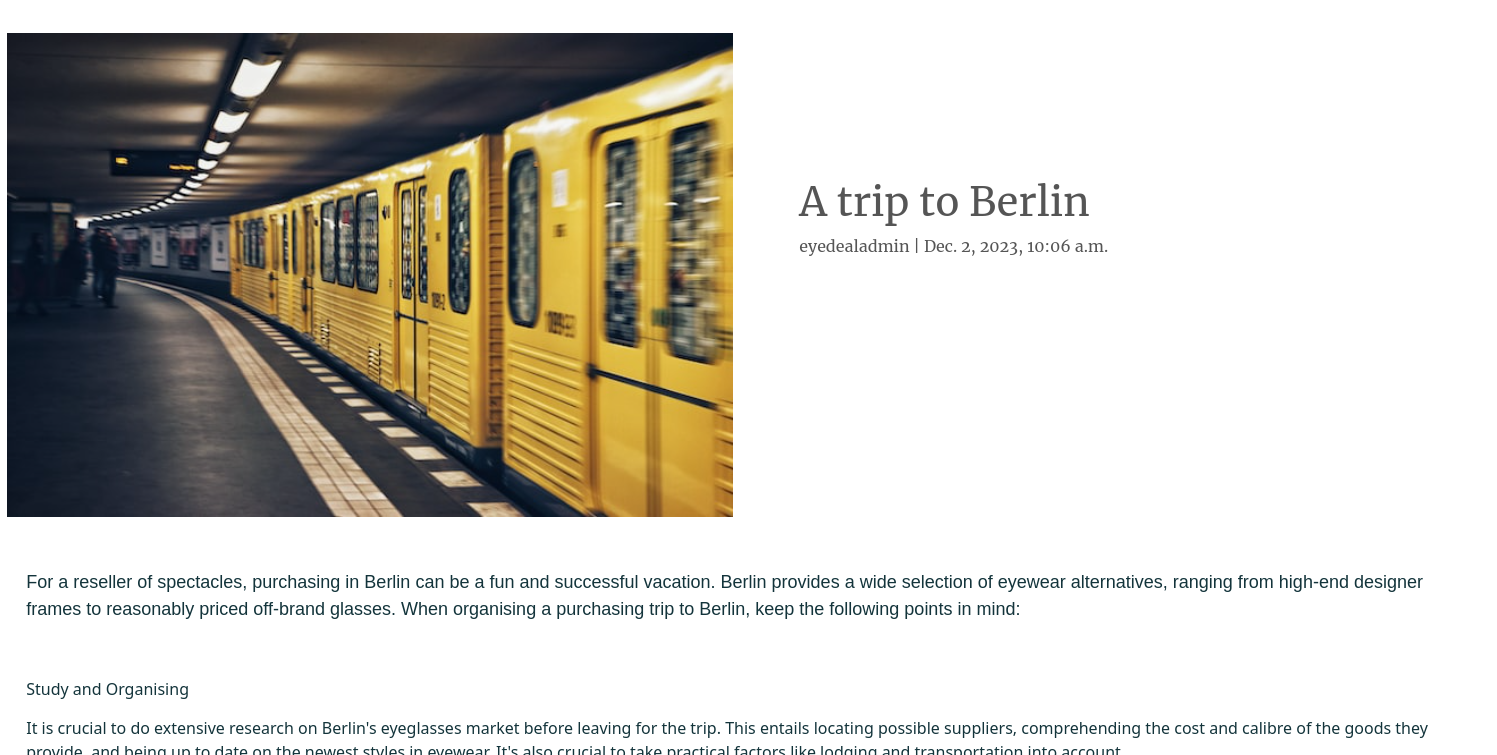 A trip to Berlin
eyedealadmin | Dec. 2, 2023, 10:06 a.m.
For a reseller of spectacles, purchasing in Berlin can be a fun and successful vacation. Berlin provides a wide selection of eyewear alternatives, ranging from high-end designer
frames to reasonably priced off-brand glasses. When organising a purchasing trip to Berlin, keep the following points in mind:
Study and Organising
It is crucial to do extensive research on Berlin's eyeglasses market before leaving for the trip. This entails locating possible suppliers, comprehending the cost and calibre of the goods they
provide, and being up to date on the newest styles in eyewear. It's also crucial to take practical factors like lodging and transportation into account.